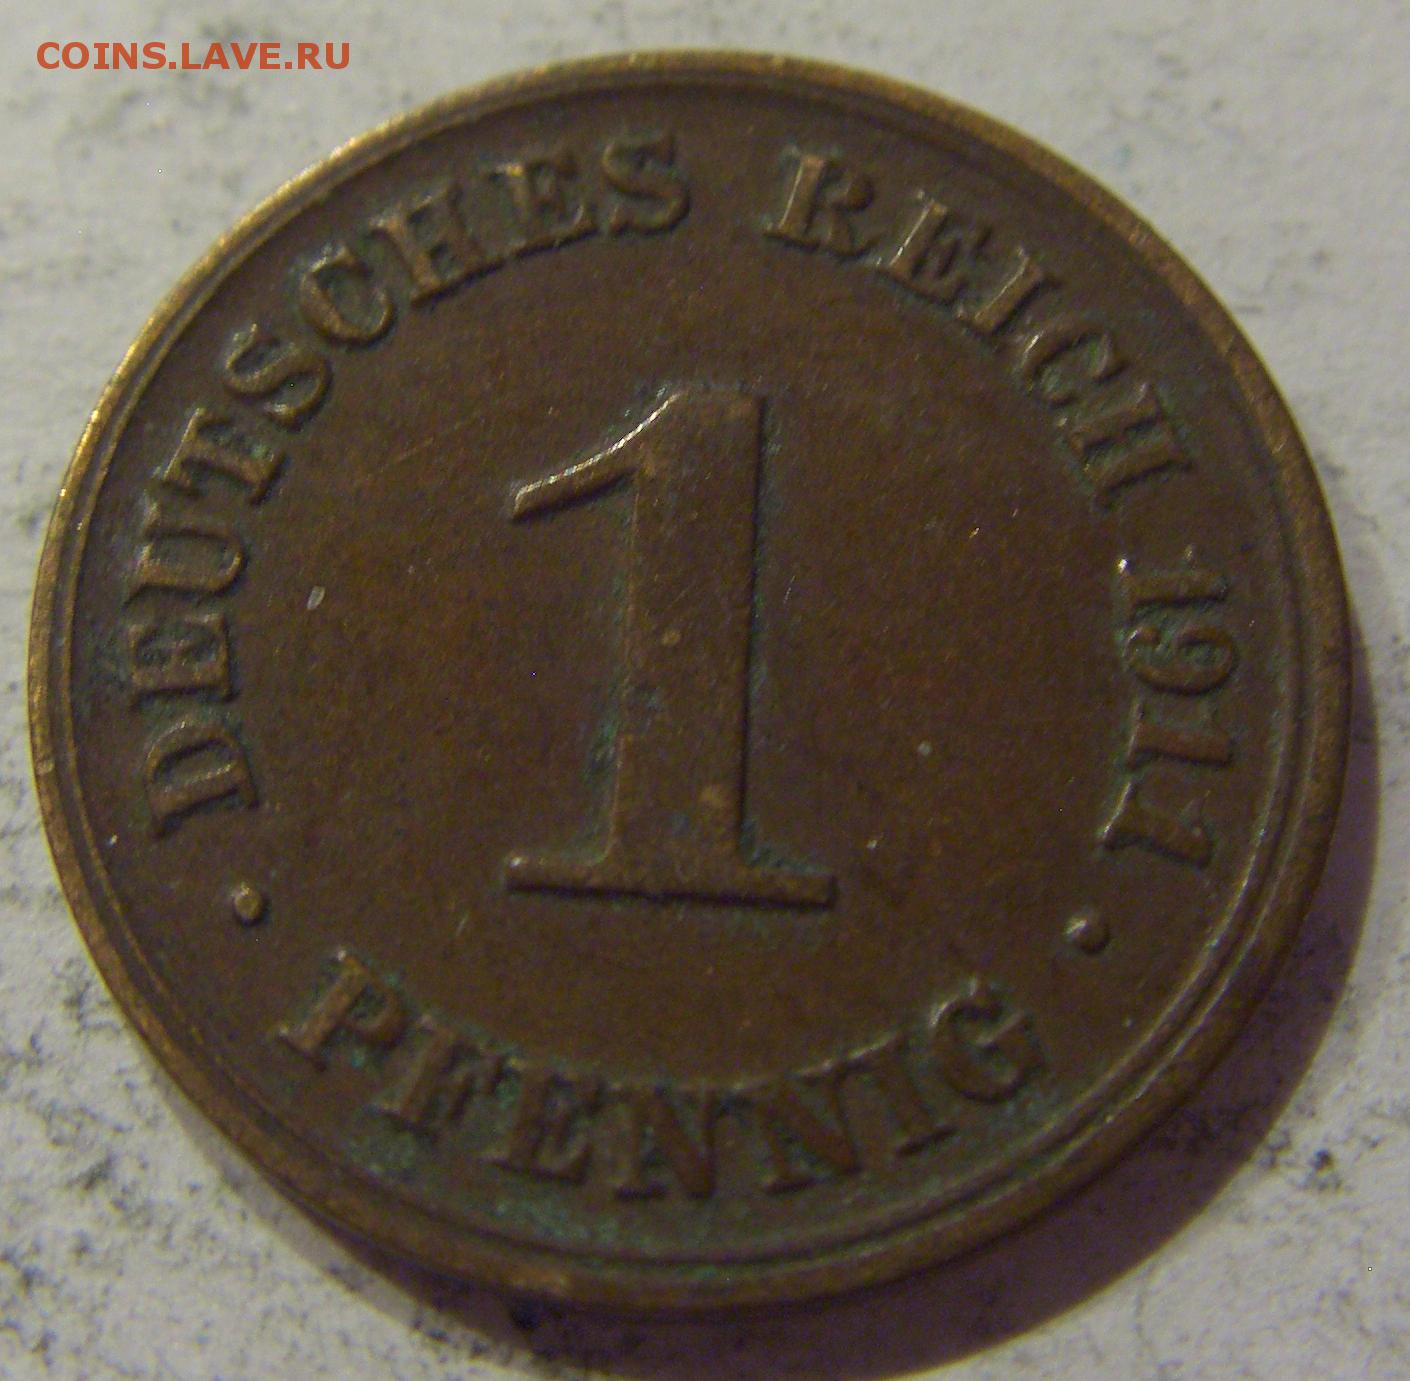 COINS.LAVE.RU
DEUTSCHES REICH 1911
1
· PFENNIG ·